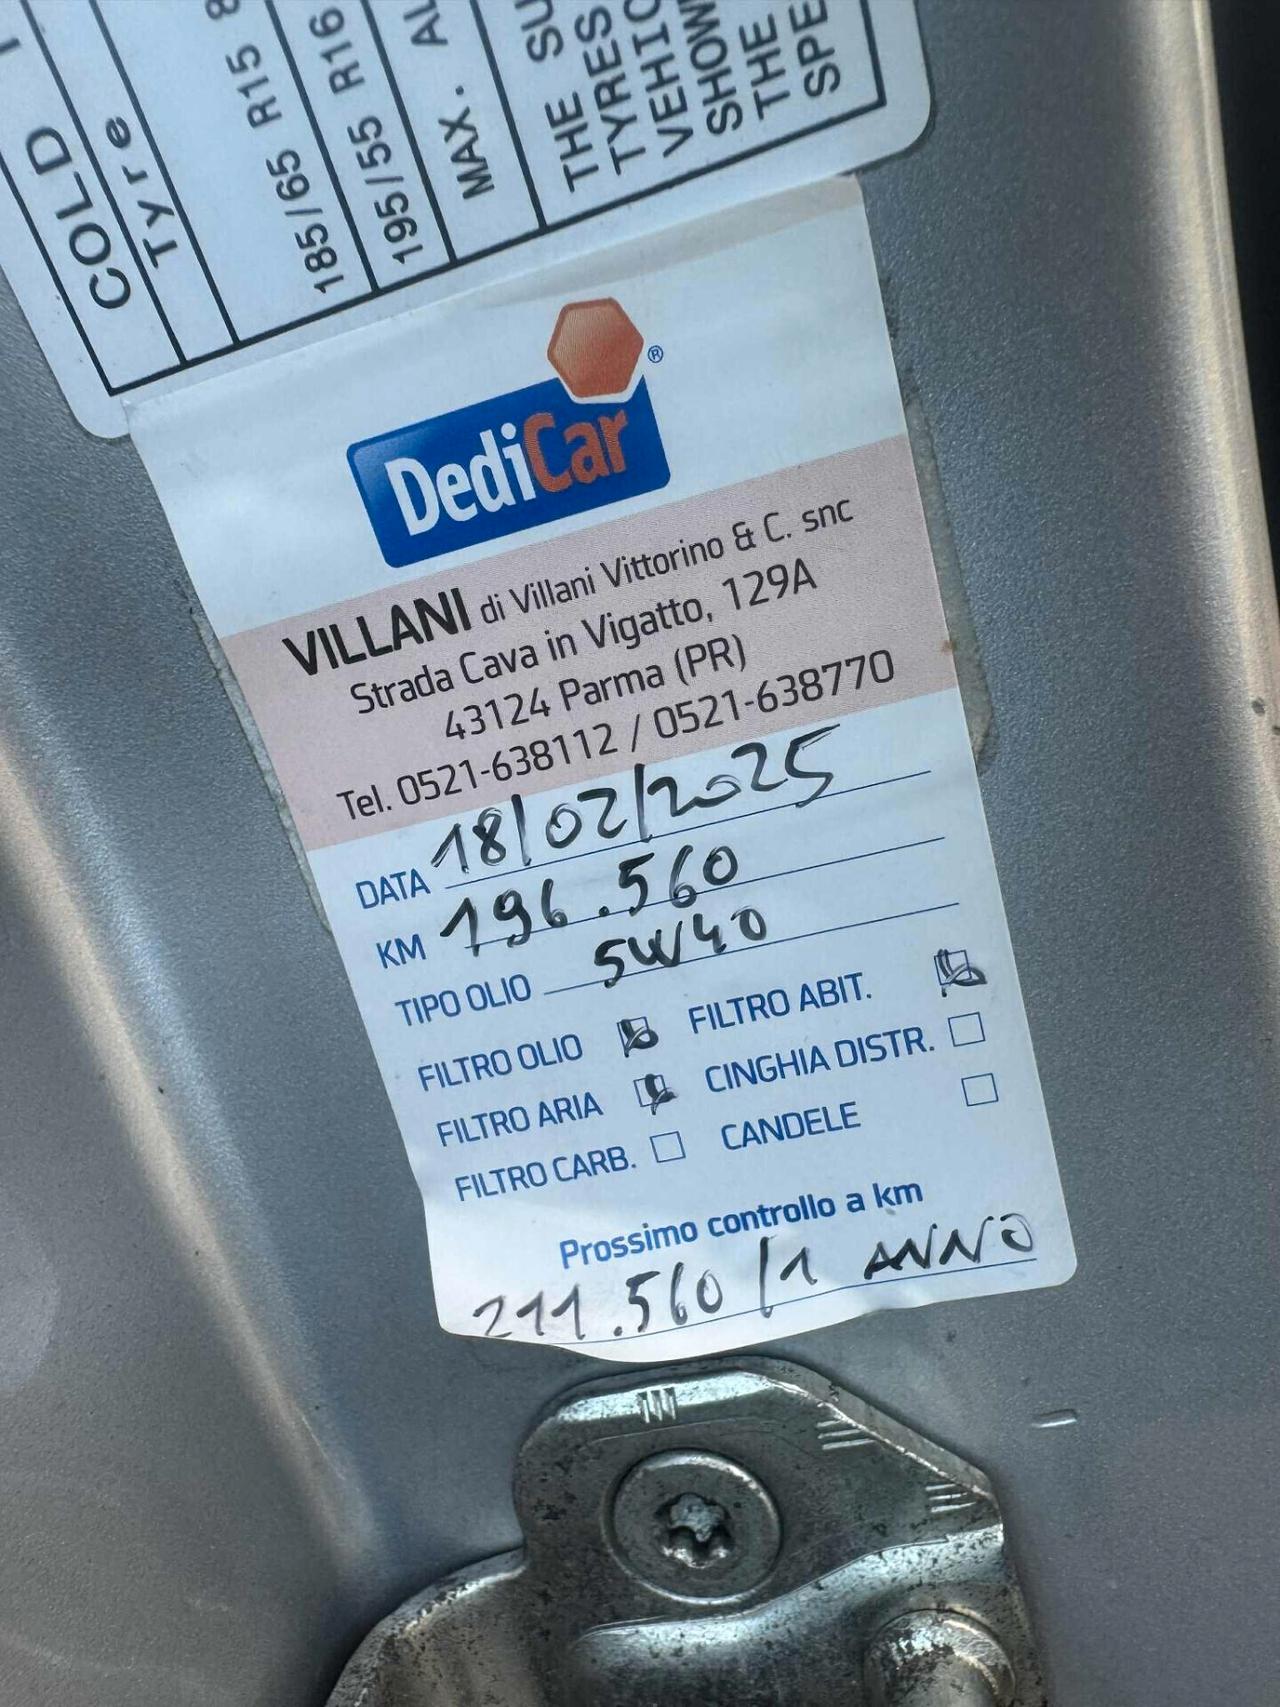 COLD
Tyre
185/65 R15 8
195/55 R16
MAX. AL
THE SU
TYRES
VEHIC
SHOW
THE
SPE
DediCar®
VILLANI di Villani Vittorino & C. snc
Strada Cava in Vigatto, 129A
43124 Parma (PR)
Tel. 0521-638112 / 0521-638770
DATA 18/02/2025
KM 196.560
TIPO OLIO 5W40
FILTRO OLIO FILTRO ABIT.
FILTRO ARIA CINGHIA DISTR.
FILTRO CARB. CANDELE
Prossimo controllo a km
211.560/1 ANNO